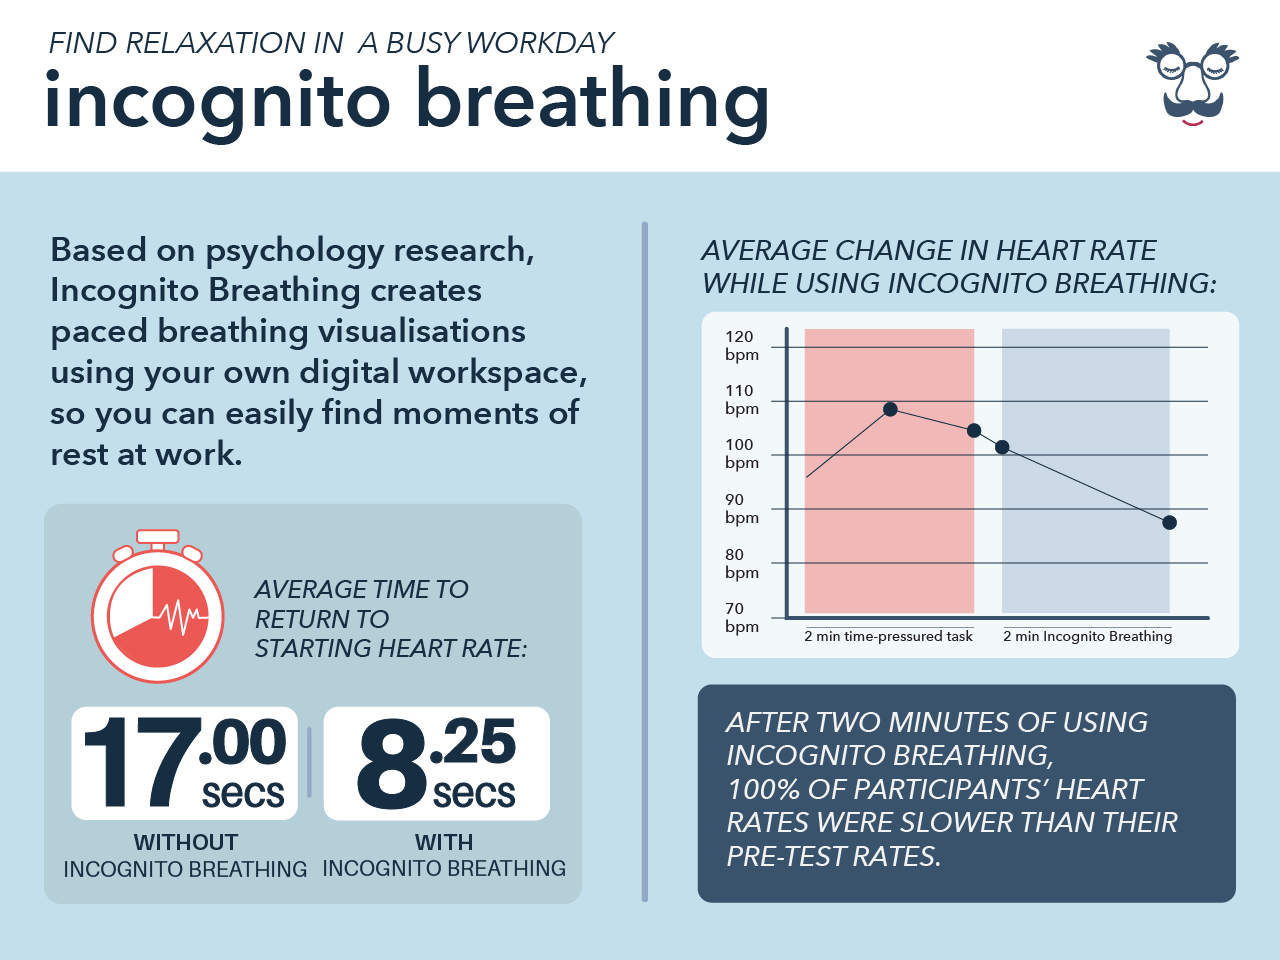 FIND RELAXATION IN A BUSY WORKDAY
incognito breathing
Based on psychology research,
Incognito Breathing creates
paced breathing visualisations
using your own digital workspace,
so you can easily find moments of
rest at work.
AVERAGE TIME TO
RETURN TO
STARTING HEART RATE:
17.00
secs
8.25
secs
WITHOUT
INCOGNITO BREATHING
WITH
INCOGNITO BREATHING
AVERAGE CHANGE IN HEART RATE
WHILE USING INCOGNITO BREATHING:
120
bpm
110
bpm
100
bpm
90
bpm
80
bpm
70
bpm
2 min time-pressured task
2 min Incognito Breathing
AFTER TWO MINUTES OF USING
INCOGNITO BREATHING,
100% OF PARTICIPANTS’ HEART
RATES WERE SLOWER THAN THEIR
PRE-TEST RATES.